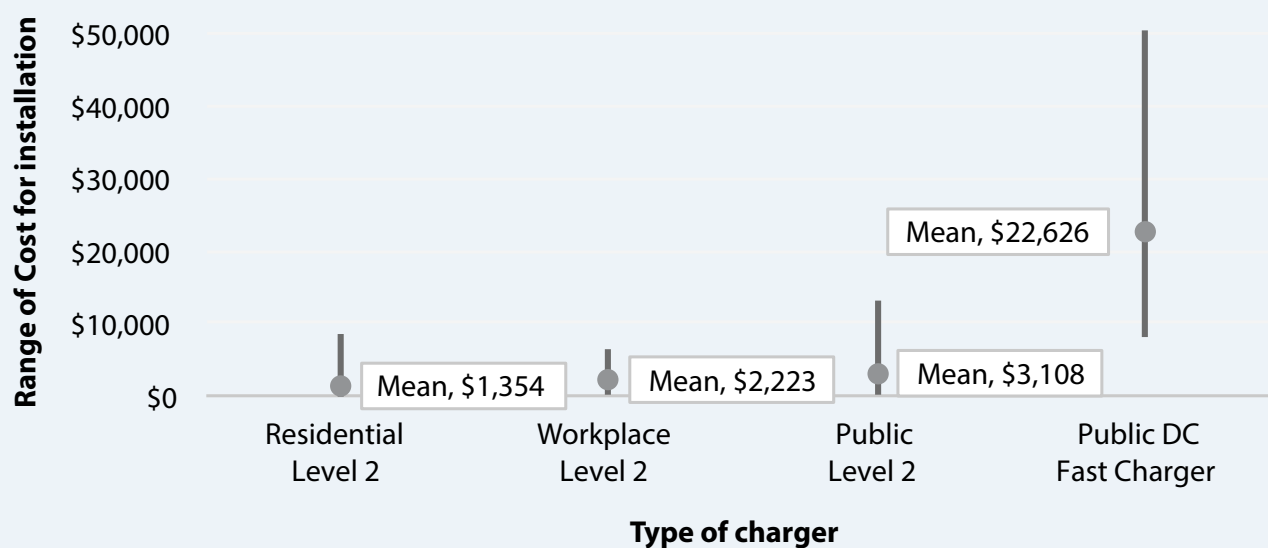 Range of Cost for installation
$50,000
$40,000
$30,000
$20,000
$10,000
$0
Mean, $1,354
Mean, $2,223
Mean, $3,108
Mean, $22,626
Residential
Level 2
Workplace
Level 2
Public
Level 2
Public DC
Fast Charger
Type of charger